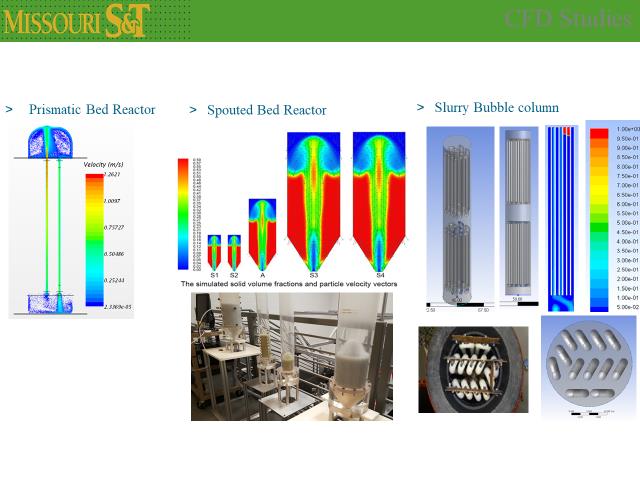 MISSOURI S&T
CFD Studies
> Prismatic Bed Reactor
> Spouted Bed Reactor
> Slurry Bubble column
Velocity (m/s)
1.2621
1.0097
0.75727
0.50486
0.25244
2.3369e-05
S1 S2 A S3 S4
The simulated solid volume fractions and particle velocity vectors
1.00e+00
9.50e-01
9.00e-01
8.50e-01
8.00e-01
7.50e-01
7.00e-01
6.50e-01
6.00e-01
5.50e-01
5.00e-01
4.50e-01
4.00e-01
3.50e-01
3.00e-01
2.50e-01
2.00e-01
1.50e-01
1.00e-01
5.00e-02